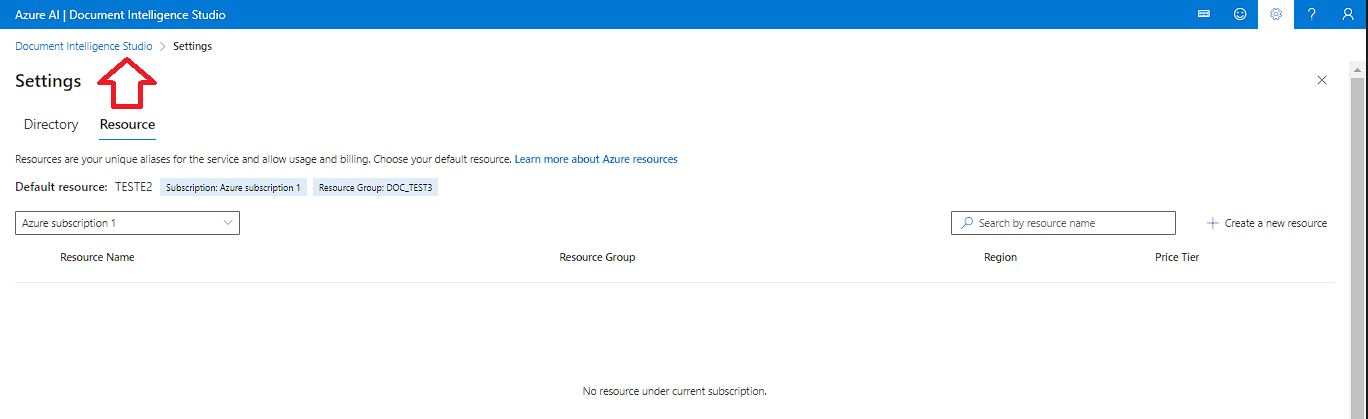 Azure AI | Document Intelligence Studio
?
Document Intelligence Studio > Settings
Settings
Directory Resource
Resources are your unique aliases for the service and allow usage and billing. Choose your default resource. Learn more about Azure resources
Default resource: TESTE2 Subscription: Azure subscription 1 Resource Group: DOC_TEST3
Azure subscription 1 Search by resource name + Create a new resource
Resource Name Resource Group Region Price Tier
No resource under current subscription.